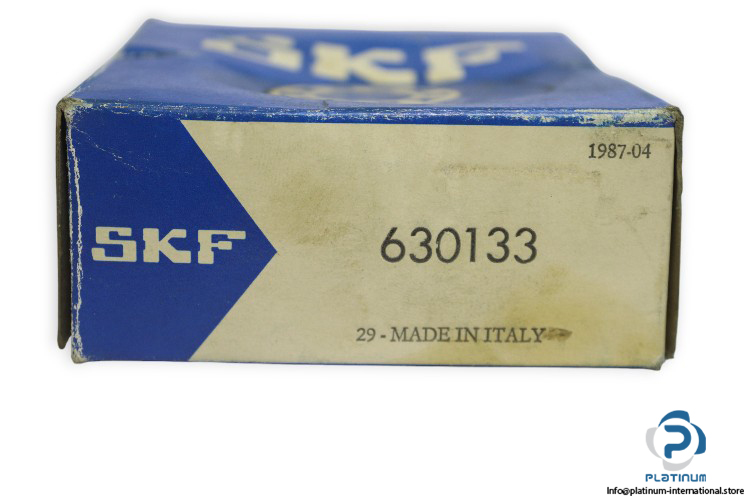 SKF
1987-04
SKF
630133
29 - MADE IN ITALY
PLATINUM
Info@platinum-international.store